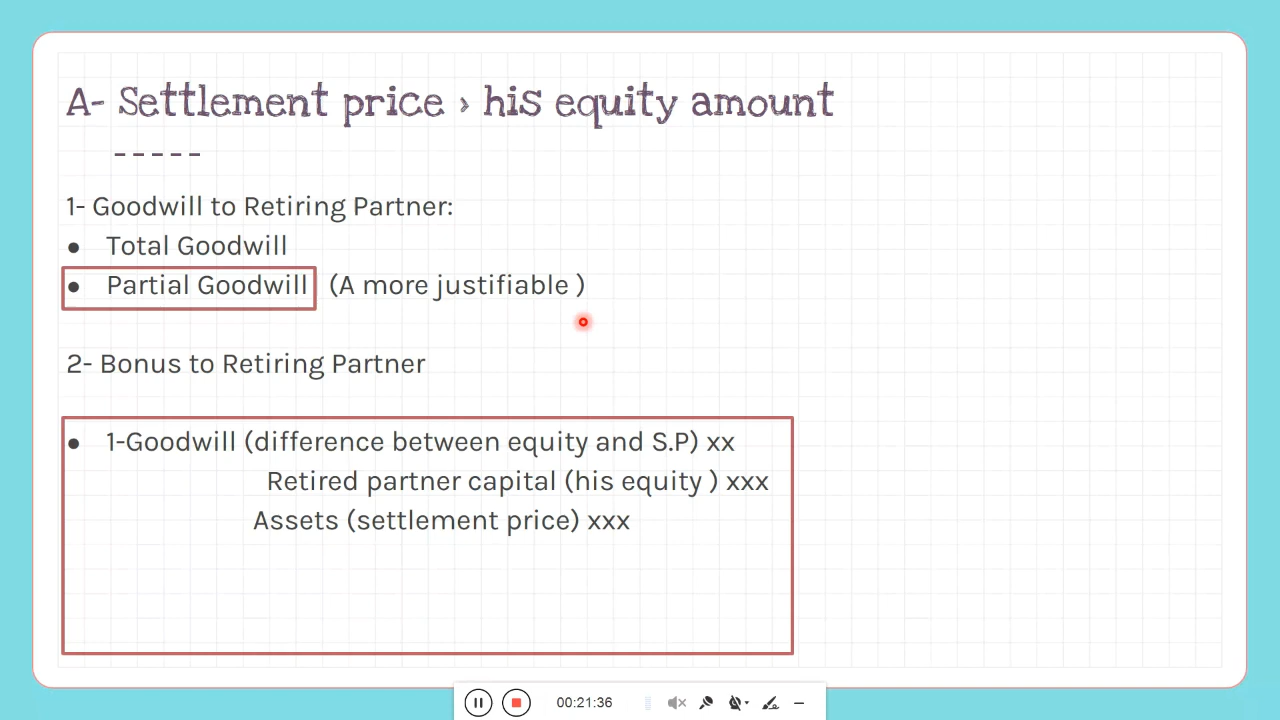 A- Settlement price > his equity amount
-----
1- Goodwill to Retiring Partner:
● Total Goodwill
● Partial Goodwill (A more justifiable )
2- Bonus to Retiring Partner
● 1-Goodwill (difference between equity and S.P) xx
Retired partner capital (his equity ) xxx
Assets (settlement price) xxx
00:21:36